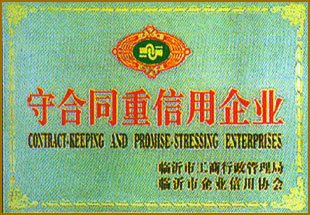 守合同重信用企业
CONTRACT-KEEPING AND PROMISE-STRESSING ENTERPRISES
临沂市工商行政管理局
临沂市企业信用协会